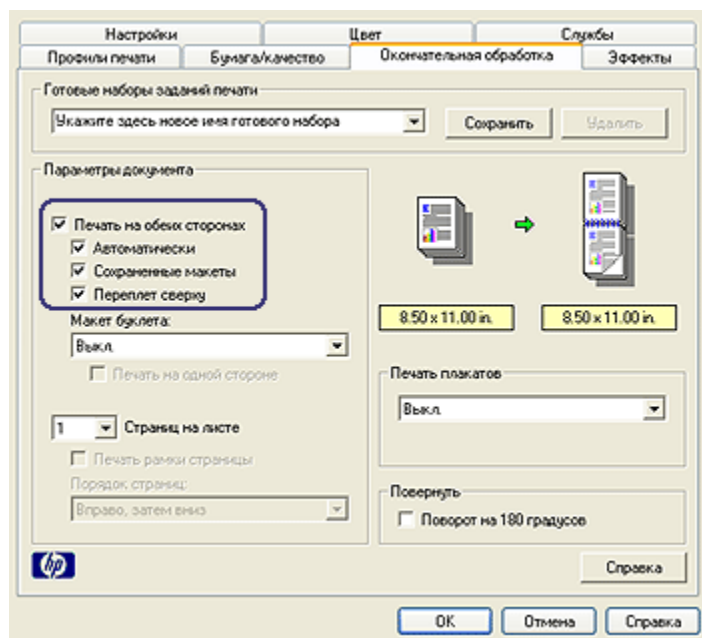 Настройки Цвет Службы
Профили печати Бумага/качество Окончательная обработка Эффекты
Готовые наборы заданий печати
Укажите здесь новое имя готового набора Сохранить Удалить
Параметры документа
Печать на обеих сторонах
Автоматически
Сохраненные макеты
Переплет сверху
Макет буклета:
Выкл.
Печать на одной стороне
1 Страниц на листе
Печать рамки страницы
Порядок страниц:
Вправо, затем вниз
8.50 x 11.00 in. 8.50 x 11.00 in.
Печать плакатов
Выкл.
Повернуть
Поворот на 180 градусов
hp Справка
OK Отмена Справка